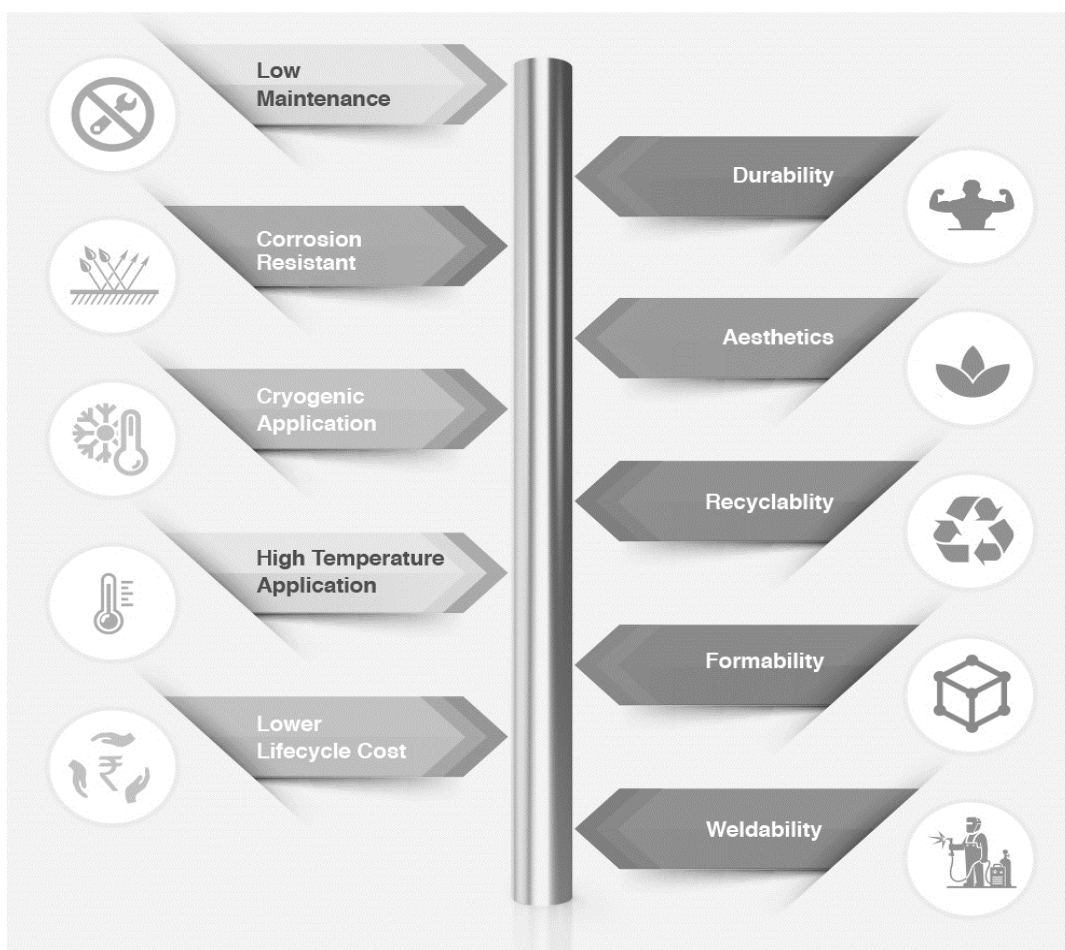 Low
Maintenance
Durability
Corrosion
Resistant
Aesthetics
Cryogenic
Application
Recyclablity
High Temperature
Application
Formability
Lower
Lifecycle Cost
₹
Weldability